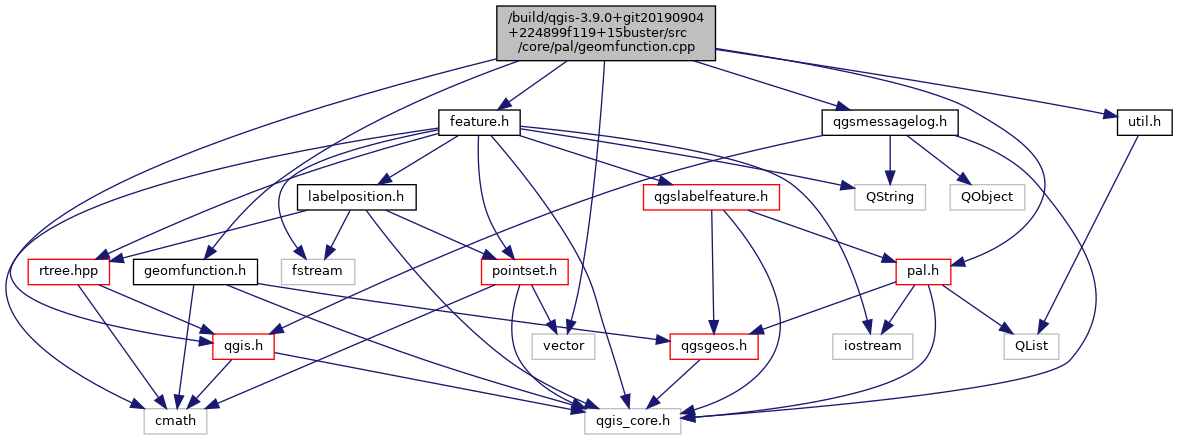 /build/qgis-3.9.0+git20190904
+224899f119+15buster/src
/core/pal/geomfunction.cpp
feature.h
qgsmessagelog.h
util.h
labelposition.h
qgslabelfeature.h
QString
QObject
rtree.hpp
geomfunction.h
fstream
pointset.h
pal.h
qgis.h
vector
qgsgeos.h
iostream
QList
cmath
qgis_core.h